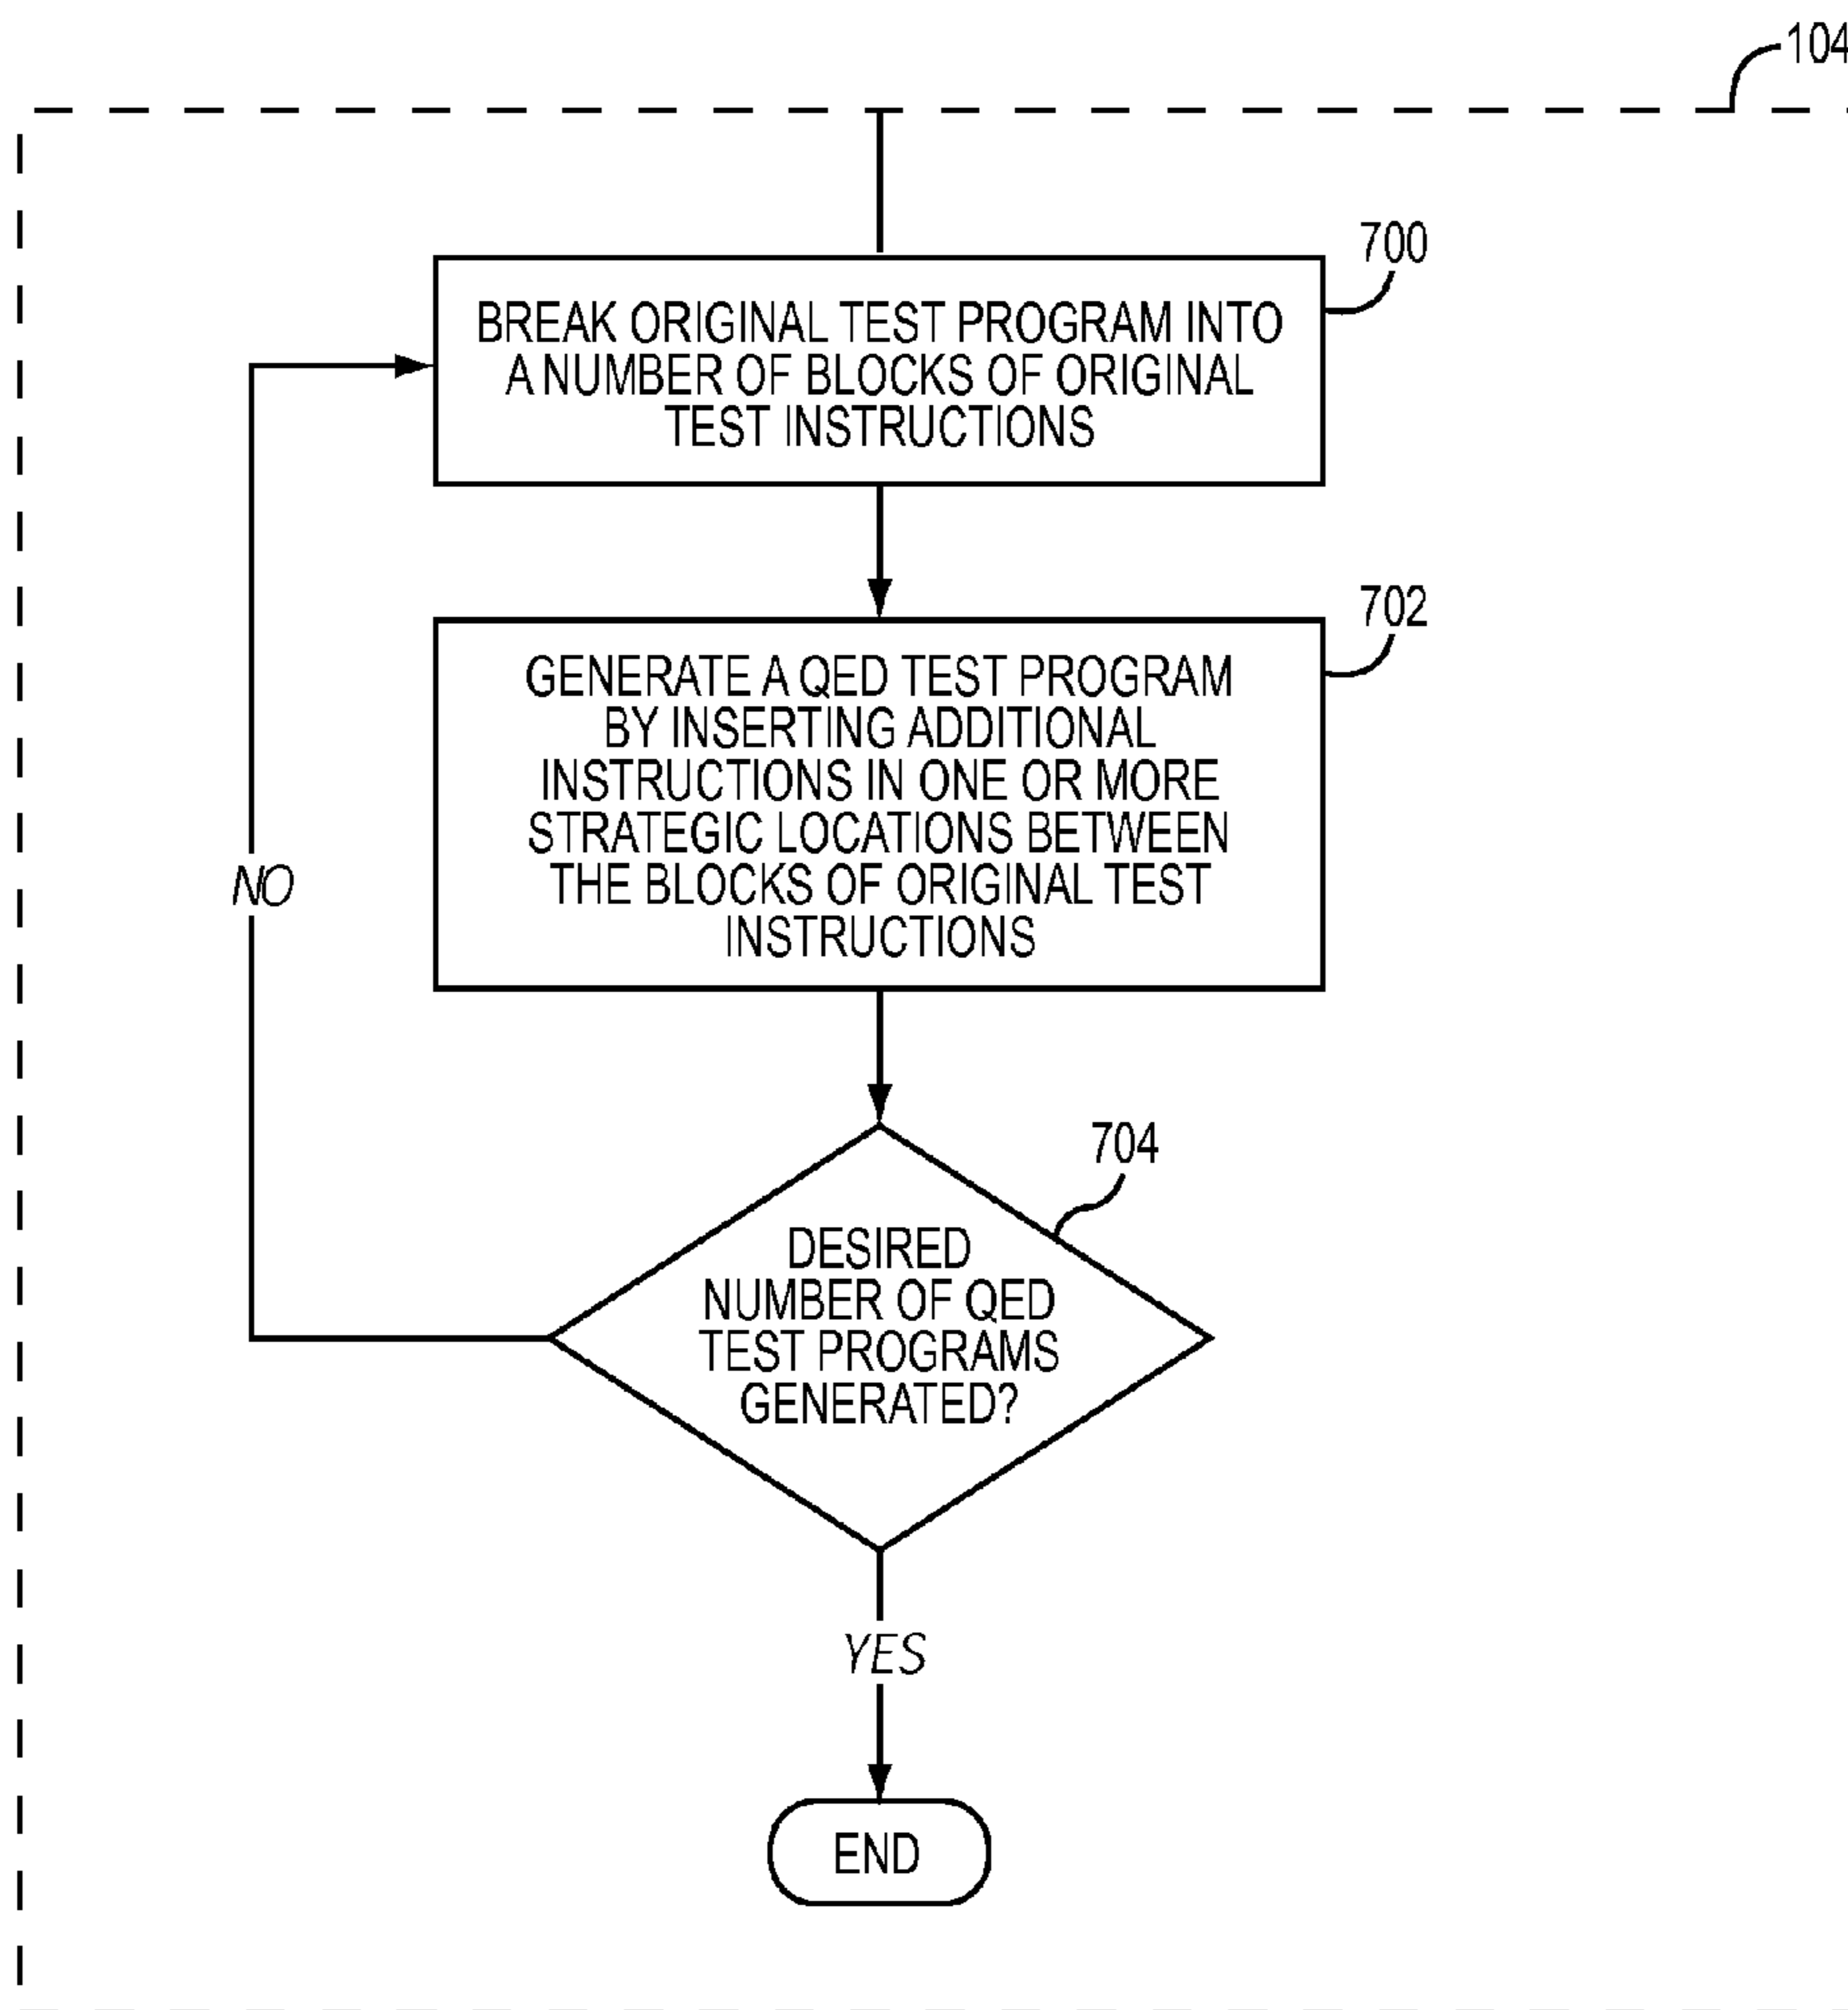 104
700
BREAK ORIGINAL TEST PROGRAM INTO
A NUMBER OF BLOCKS OF ORIGINAL
TEST INSTRUCTIONS
702
GENERATE A QED TEST PROGRAM
BY INSERTING ADDITIONAL
INSTRUCTIONS IN ONE OR MORE
STRATEGIC LOCATIONS BETWEEN
THE BLOCKS OF ORIGINAL TEST
INSTRUCTIONS
NO
704
DESIRED
NUMBER OF QED
TEST PROGRAMS
GENERATED?
YES
END